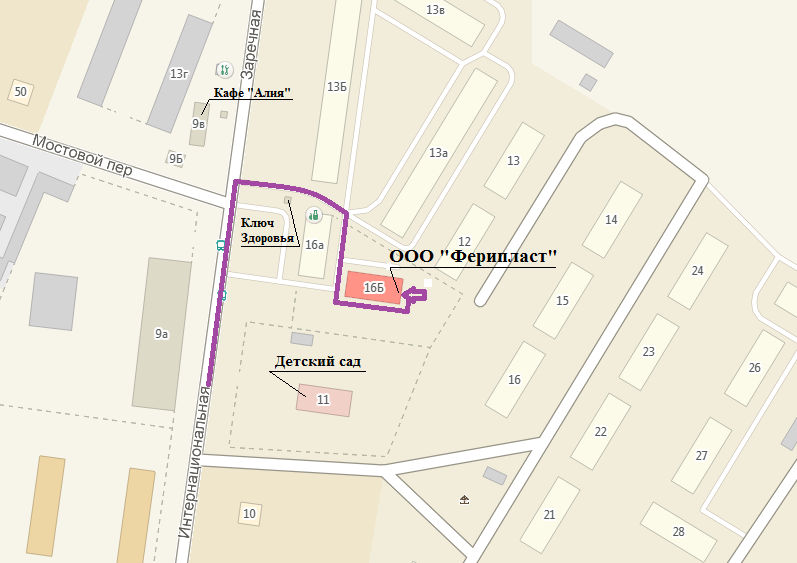 13в
Заречная
13г
13Б
50
Кафе "Алия"
9в
Мостовой пер
9Б
13а
13
14
Ключ
Здоровья
16а
12
ООО "Ферипласт"
24
16Б
15
9а
23
Детский сад
26
16
11
Интернациональная
22
27
10
21
28